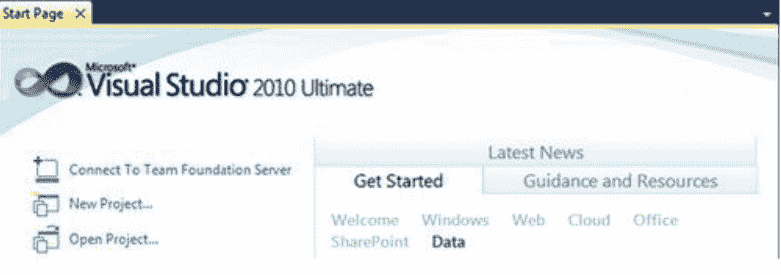 Start Page
Microsoft
Visual Studio 2010 Ultimate
Connect To Team Foundation Server
New Project...
Open Project...
Latest News
Get Started Guidance and Resources
Welcome Windows Web Cloud Office
SharePoint Data